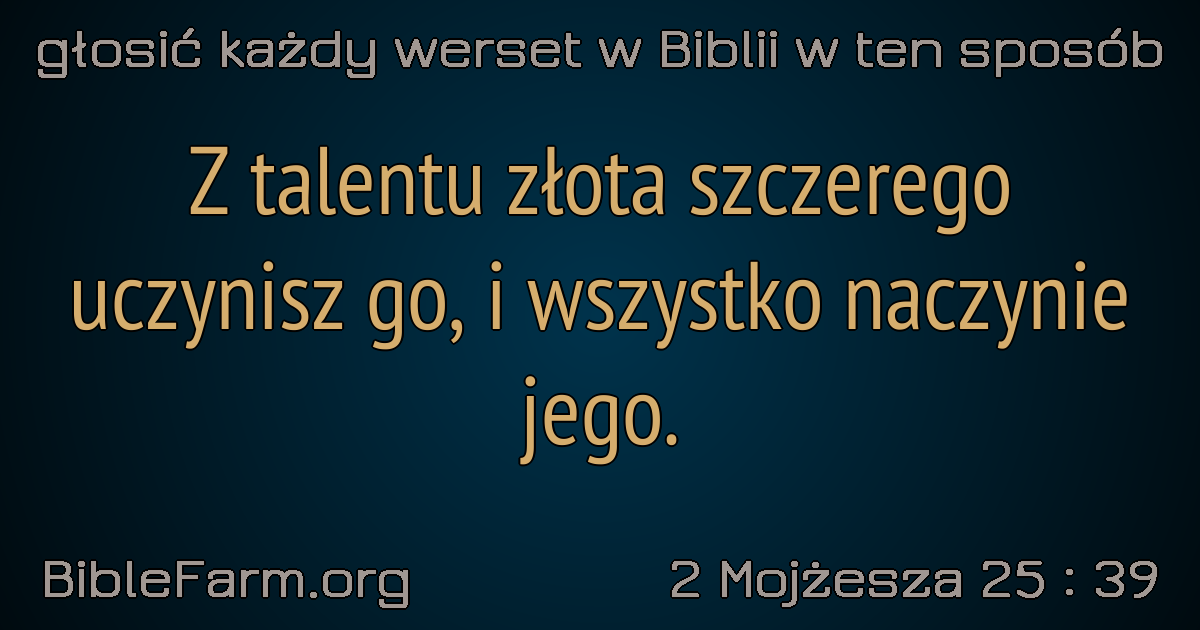 głosić każdy werset w Biblii w ten sposób
Z talentu złota szczerego
uczynisz go, i wszystko naczynie
jego.
BibleFarm.org
2 Mojżesza 25 : 39